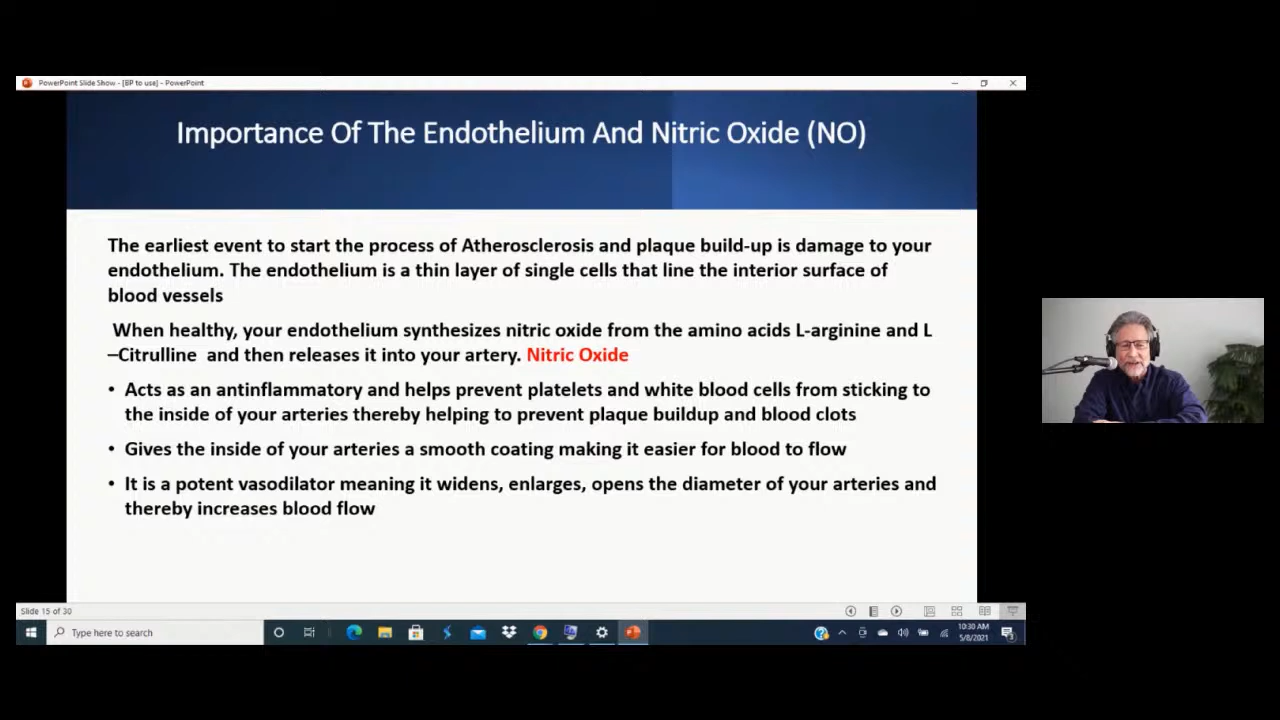 PowerPoint Slide Show - [BP to use] - PowerPoint
Importance Of The Endothelium And Nitric Oxide (NO)
The earliest event to start the process of Atherosclerosis and plaque build-up is damage to your
endothelium. The endothelium is a thin layer of single cells that line the interior surface of
blood vessels
When healthy, your endothelium synthesizes nitric oxide from the amino acids L-arginine and L
–Citrulline and then releases it into your artery. Nitric Oxide
• Acts as an antinflammatory and helps prevent platelets and white blood cells from sticking to
the inside of your arteries thereby helping to prevent plaque buildup and blood clots
• Gives the inside of your arteries a smooth coating making it easier for blood to flow
• It is a potent vasodilator meaning it widens, enlarges, opens the diameter of your arteries and
thereby increases blood flow
Slide 15 of 30
Type here to search
10:30 AM
5/8/2021